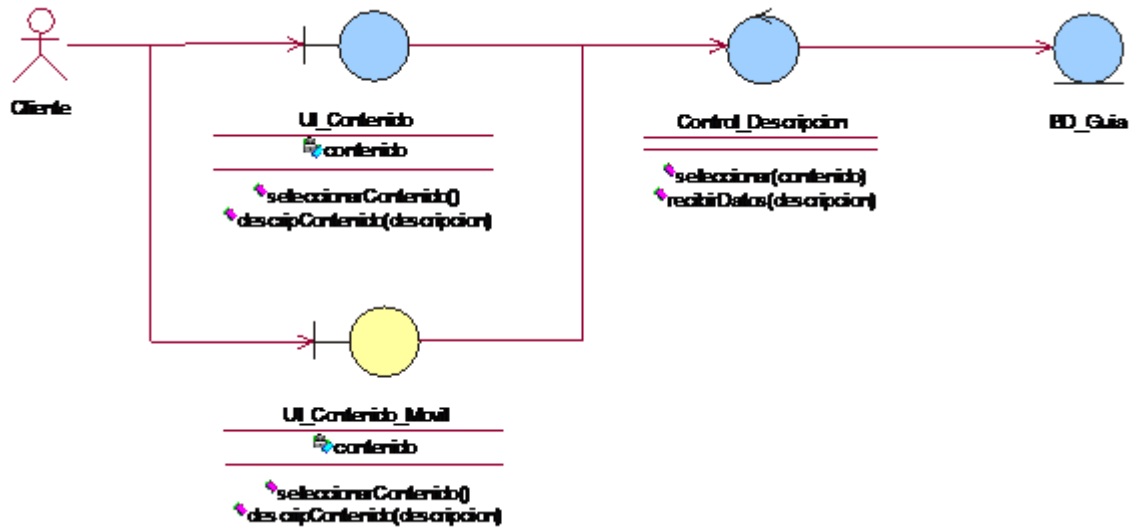 Cliente
UI_Contenido
contenido
seleccionarContenido()
descripContenido(descripcion)
Control_Descripcion
seleccionar(contenido)
recibirDatos(descripcion)
BD_Guia
UI_Contenido_Movil
contenido
seleccionarContenido()
descripContenido(descripcion)